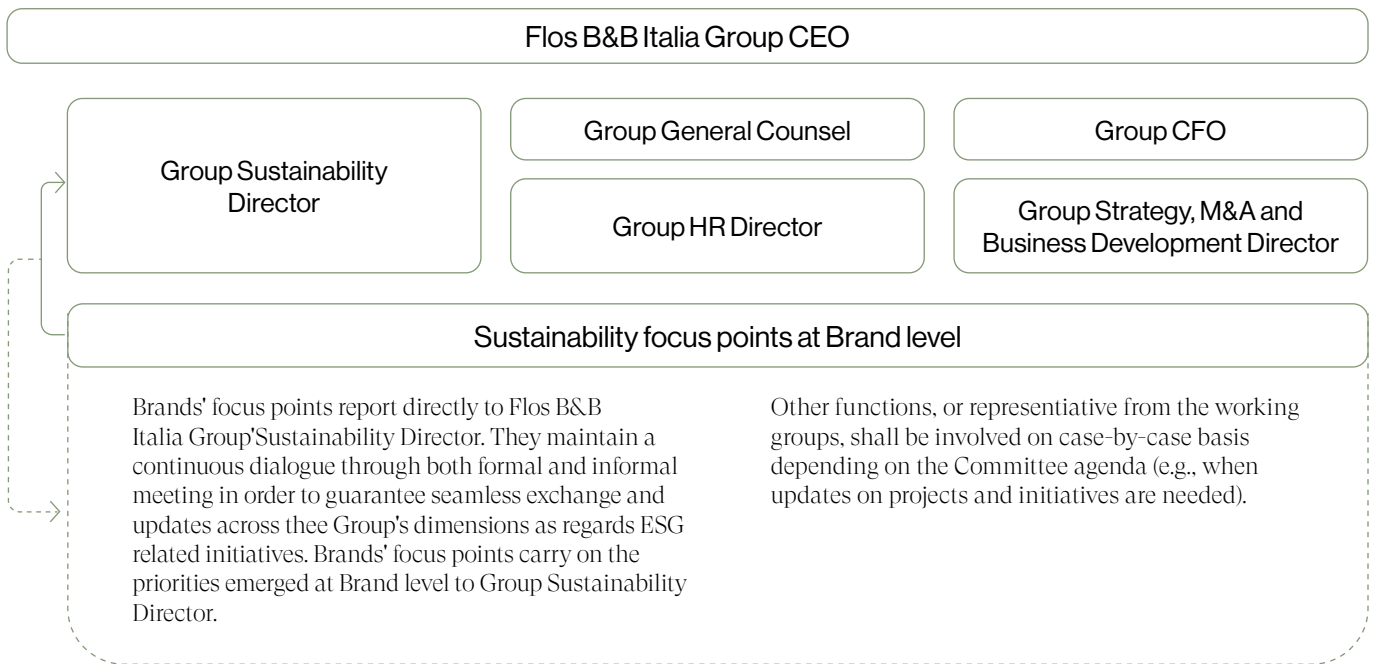 Flos B&B Italia Group CEO
Group Sustainability
Director
Group General Counsel
Group CFO
Group HR Director
Group Strategy, M&A and
Business Development Director
Sustainability focus points at Brand level
Brands' focus points report directly to Flos B&B
Italia Group'Sustainability Director. They maintain a
continuous dialogue through both formal and informal
meeting in order to guarantee seamless exchange and
updates across thee Group's dimensions as regards ESG
related initiatives. Brands' focus points carry on the
priorities emerged at Brand level to Group Sustainability
Director.
Other functions, or representative from the working
groups, shall be involved on case-by-case basis
depending on the Committee agenda (e.g., when
updates on projects and initiatives are needed).